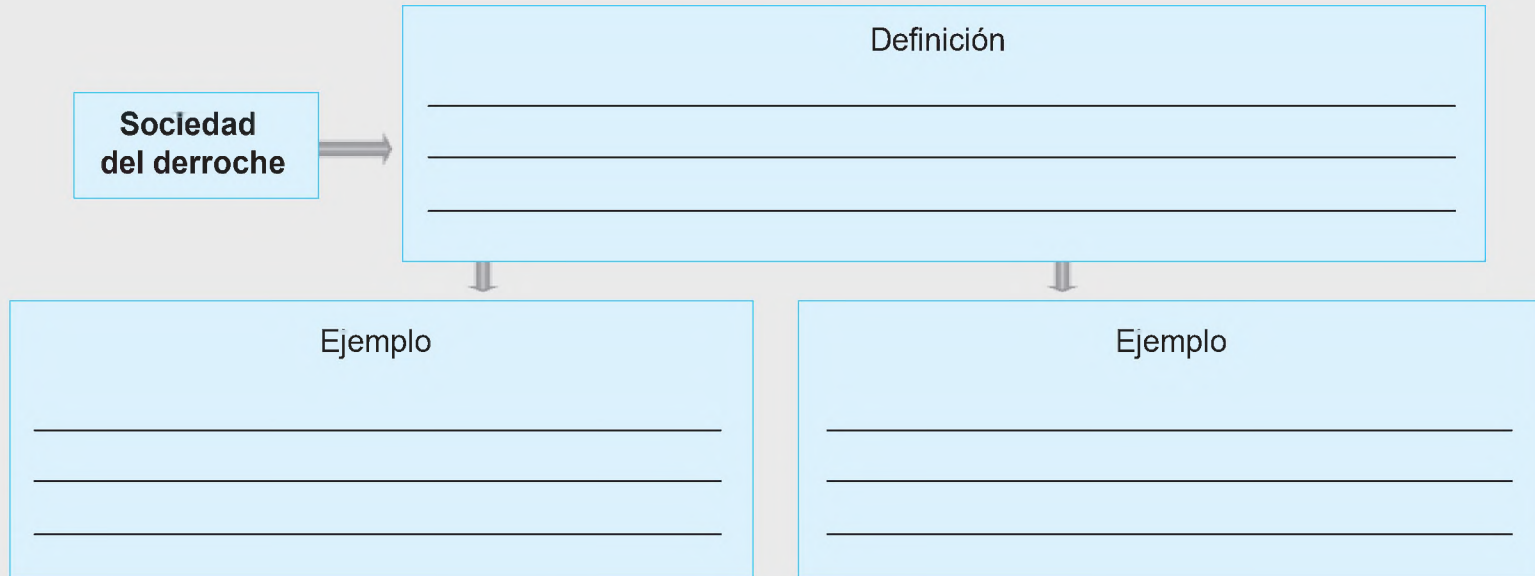 Sociedad
del derroche
Definición
Ejemplo
Ejemplo